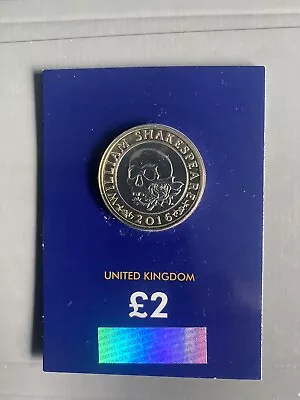 WILLIAM SHAKESPEARE
2016
UNITED KINGDOM
£2